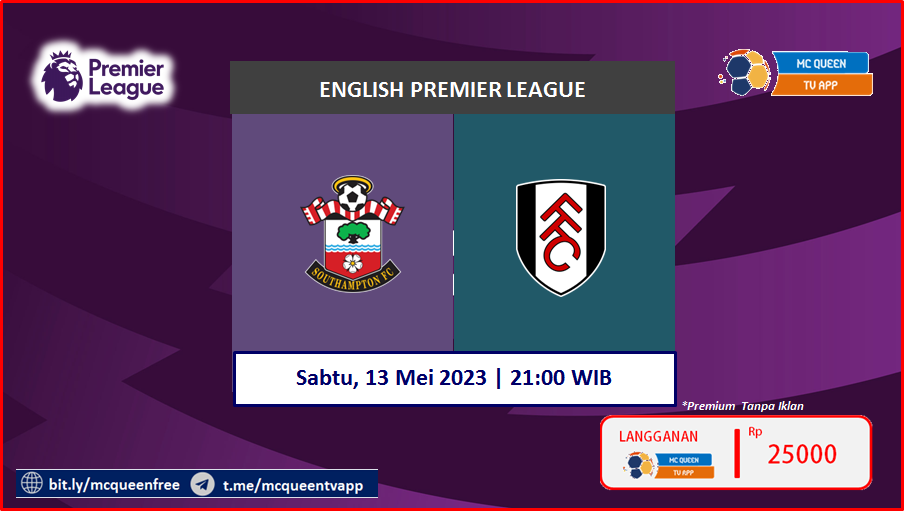 Premier
League
MC QUEEN
TV APP
ENGLISH PREMIER LEAGUE
SOUTHAMPTON FC
FFC
Sabtu, 13 Mei 2023 | 21:00 WIB
*Premium Tanpa Iklan
LANGGANAN
MC QUEEN
TV APP
Rp
25000
bit.ly/mcqueenfree
t.me/mcqueentvapp